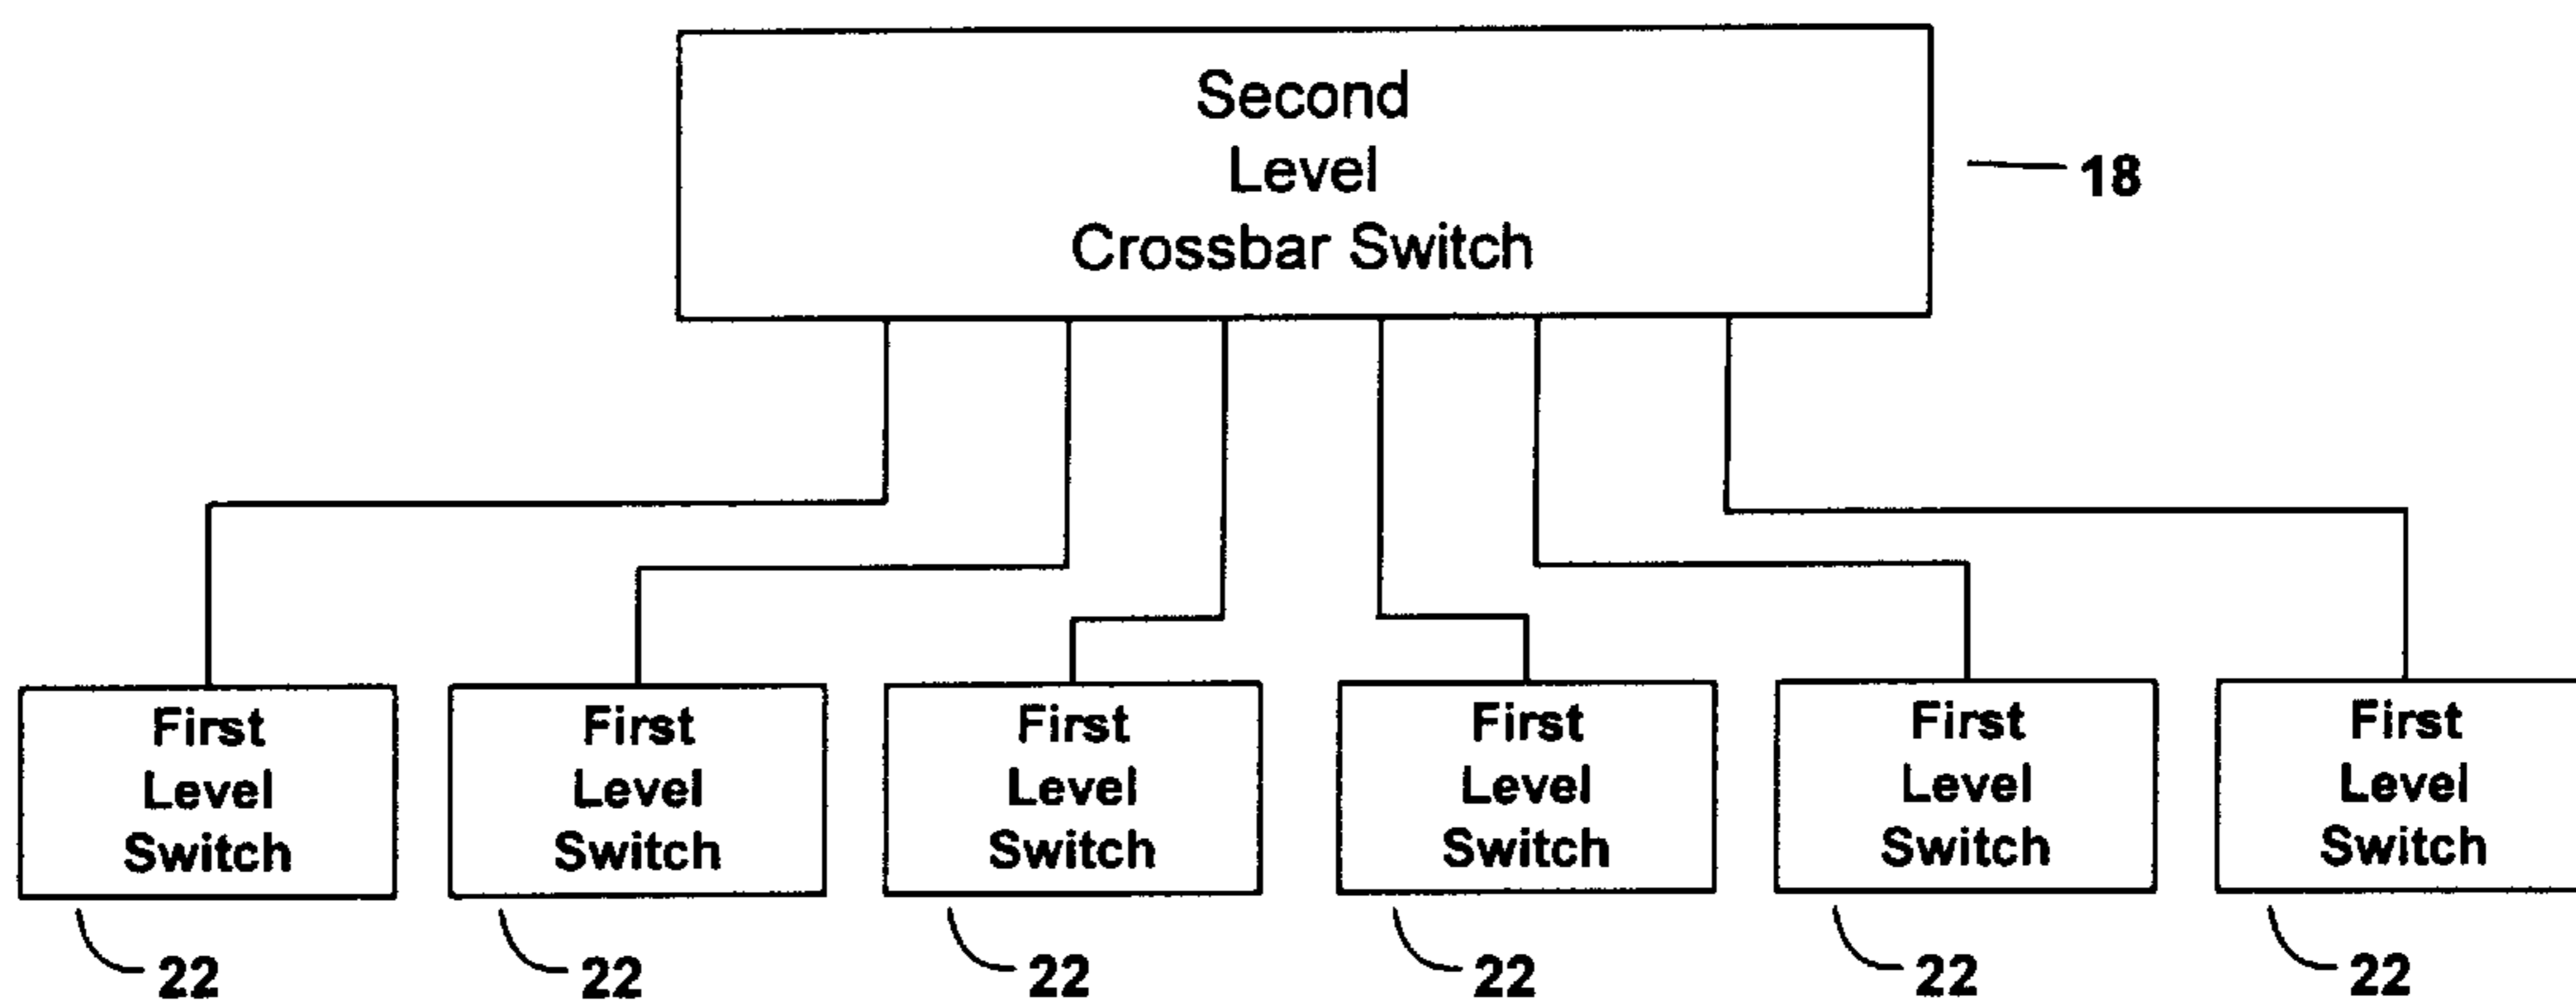 Second
Level
Crossbar Switch
18
First
Level
Switch
First
Level
Switch
First
Level
Switch
First
Level
Switch
First
Level
Switch
First
Level
Switch
22
22
22
22
22
22